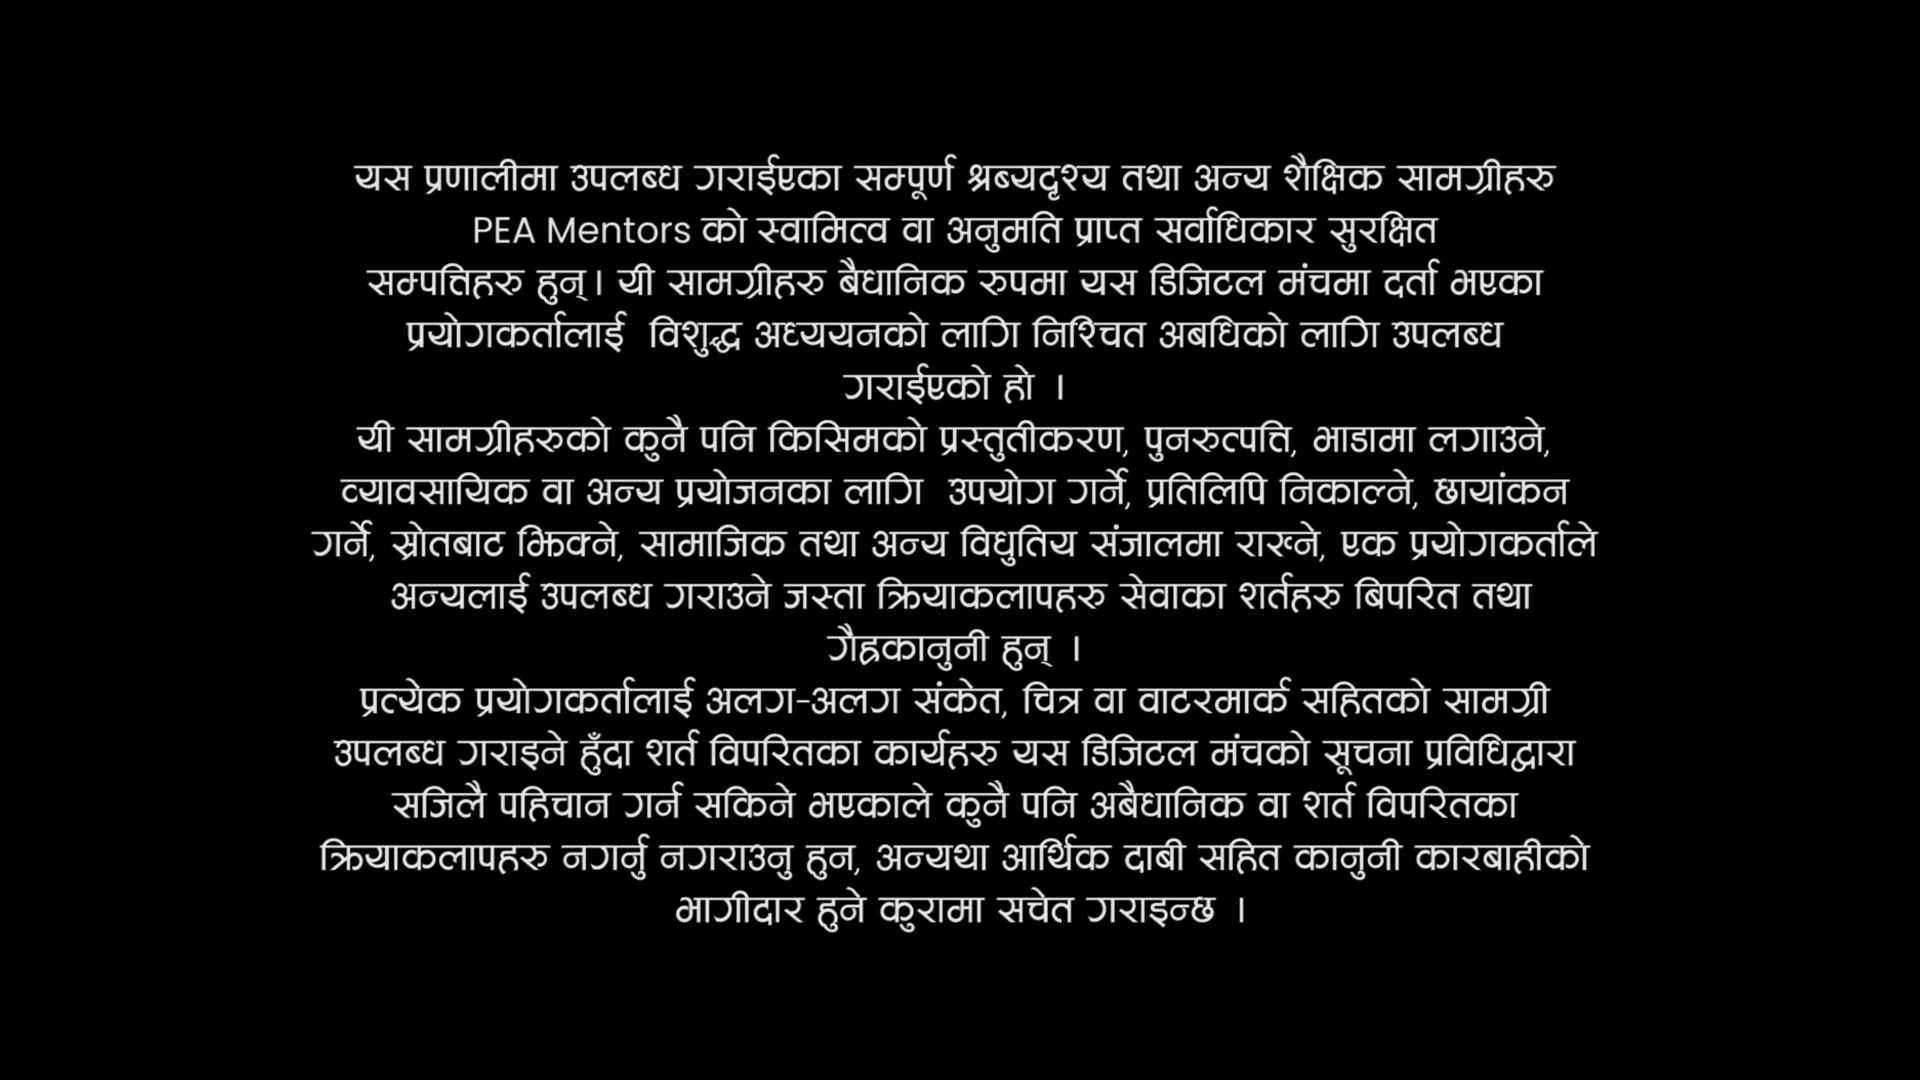 यस प्रणालीमा उपलब्ध गराईएका सम्पूर्ण श्रब्यदृश्य तथा अन्य शैक्षिक सामग्रीहरु
PEA Mentors को स्वामित्व वा अनुमति प्राप्त सर्वाधिकार सुरक्षित
सम्पत्तिहरु हुन्। यी सामग्रीहरु बैधानिक रुपमा यस डिजिटल मंचमा दर्ता भएका
प्रयोगकर्तालाई विशुद्ध अध्ययनको लागि निश्चित अबधिको लागि उपलब्ध
गराईएको हो ।
यी सामग्रीहरुको कुनै पनि किसिमको प्रस्तुतीकरण, पुनरुत्पत्ति, भाडामा लगाउने,
व्यावसायिक वा अन्य प्रयोजनका लागि उपयोग गर्ने, प्रतिलिपि निकाल्ने, छायांकन
गर्ने, स्रोतबाट झिक्ने, सामाजिक तथा अन्य विधुतिय संजालमा राख्ने, एक प्रयोगकर्ताले
अन्यलाई उपलब्ध गराउने जस्ता क्रियाकलापहरु सेवाका शर्तहरु बिपरित तथा
गैह्रकानुनी हुन् ।
प्रत्येक प्रयोगकर्तालाई अलग-अलग संकेत, चित्र वा वाटरमार्क सहितको सामग्री
उपलब्ध गराइने हुँदा शर्त विपरितका कार्यहरु यस डिजिटल मंचको सूचना प्रविधिद्वारा
सजिलै पहिचान गर्न सकिने भएकाले कुनै पनि अबैधानिक वा शर्त विपरितका
क्रियाकलापहरु नगर्नु नगराउनु हुन, अन्यथा आर्थिक दाबी सहित कानुनी कारबाहीको
भागीदार हुने कुरामा सचेत गराइन्छ ।